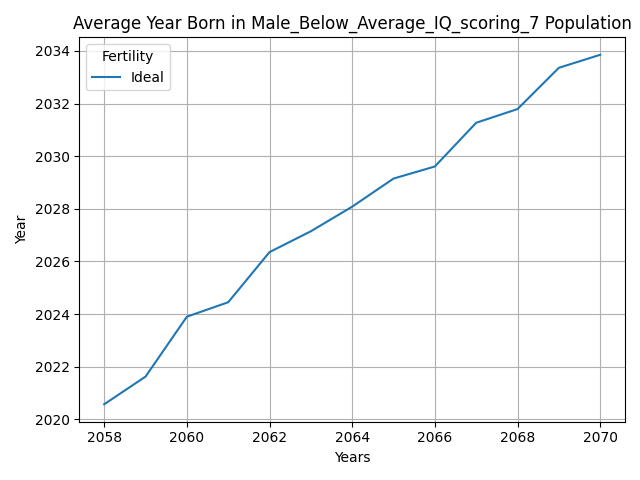 Average Year Born in Male_Below_Average_IQ_scoring_7 Population
Fertility
Ideal
2034
2032
2030
2028
2026
2024
2022
2020
Year
2058 2060 2062 2064 2066 2068 2070
Years